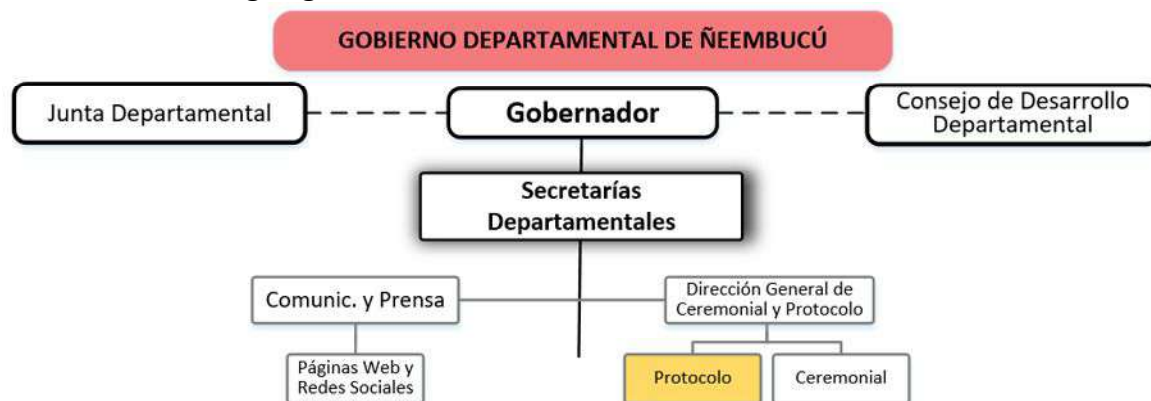 GOBIERNO DEPARTAMENTAL DE ÑEEMBUCÚ
Junta Departamental
Gobernador
Consejo de Desarrollo
Departamental
Secretarías
Departamentales
Comunic. y Prensa
Dirección General de
Ceremonial y Protocolo
Páginas Web y
Redes Sociales
Protocolo
Ceremonial